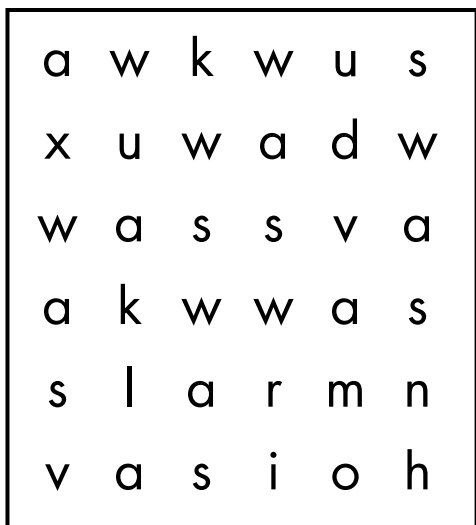 a w k w u s
x u w a d w
w a s s v a
a k w w a s
s l a r m n
v a s i o h